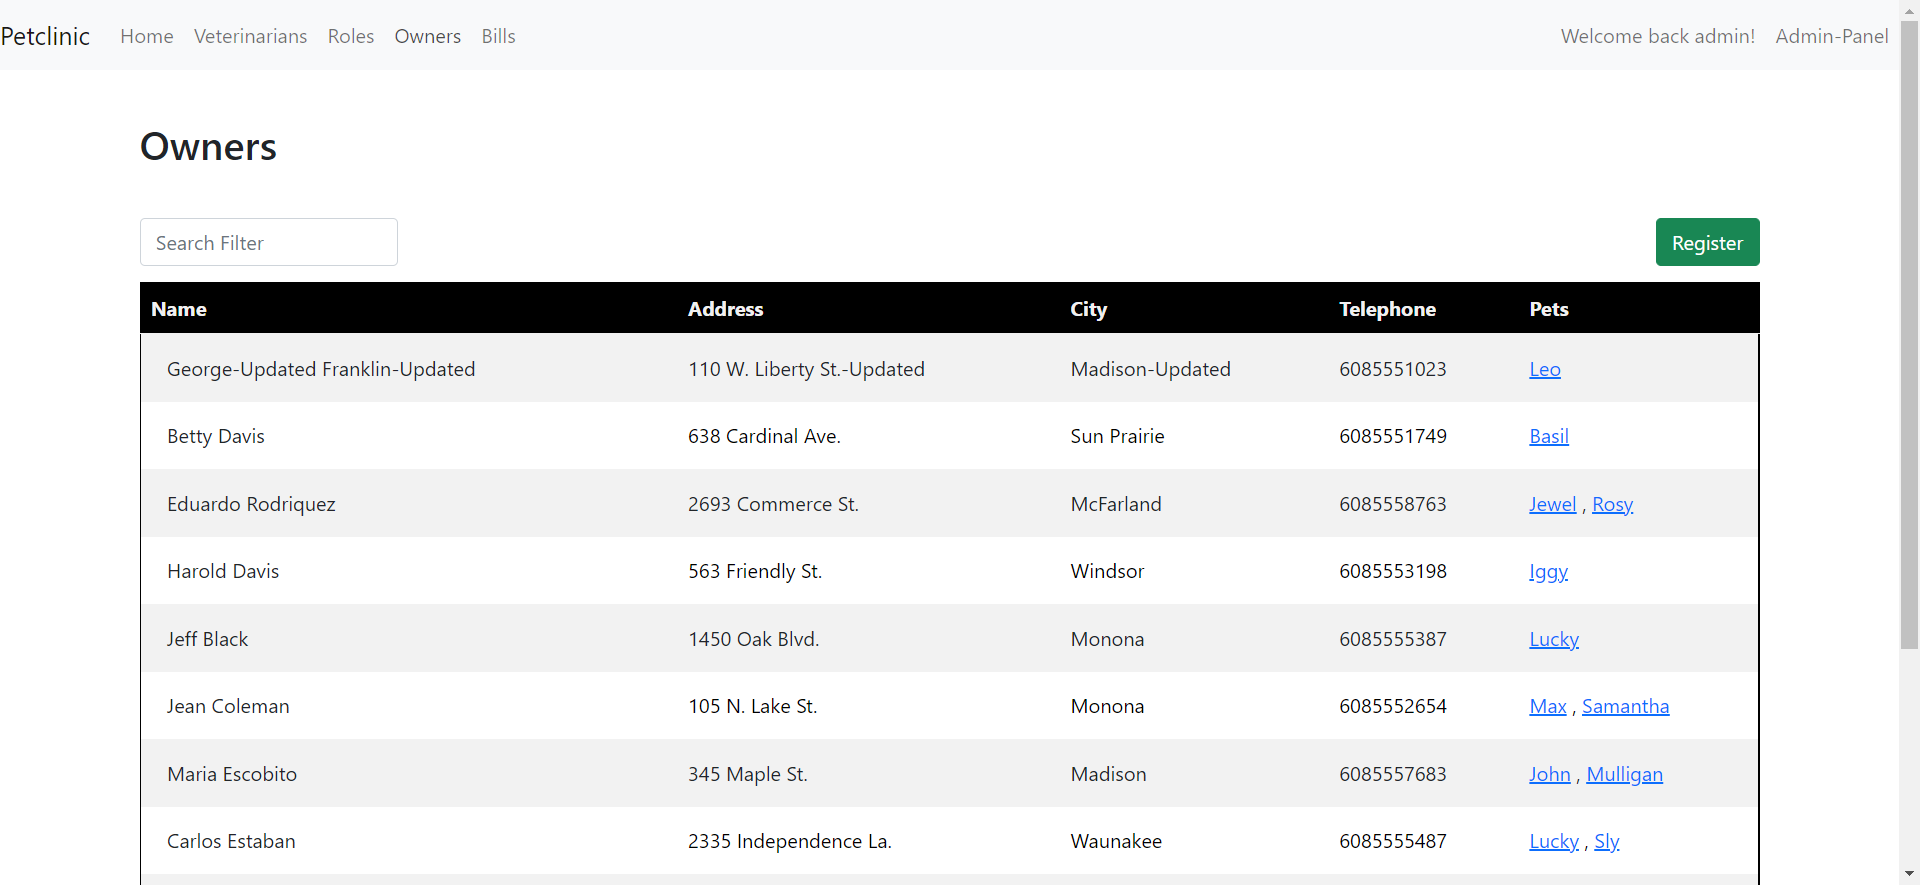 Petclinic Home Veterinarians Roles Owners Bills Welcome back admin! Admin-Panel
Owners
Search Filter Register
Name Address City Telephone Pets
George-Updated Franklin-Updated 110 W. Liberty St.-Updated Madison-Updated 6085551023 Leo
Betty Davis 638 Cardinal Ave. Sun Prairie 6085551749 Basil
Eduardo Rodriquez 2693 Commerce St. McFarland 6085558763 Jewel , Rosy
Harold Davis 563 Friendly St. Windsor 6085553198 Iggy
Jeff Black 1450 Oak Blvd. Monona 6085555387 Lucky
Jean Coleman 105 N. Lake St. Monona 6085552654 Max , Samantha
Maria Escobito 345 Maple St. Madison 6085557683 John , Mulligan
Carlos Estaban 2335 Independence La. Waunakee 6085555487 Lucky , Sly